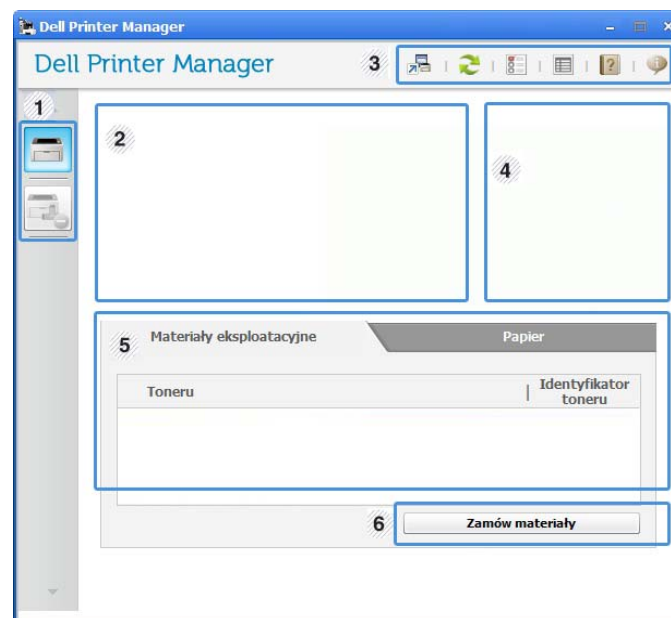 Dell Printer Manager
Dell Printer Manager
3
1
2
4
5
Materiały eksploatacyjne
Papier
Toneru
Identyfikator
toneru
6
Zamów materiały